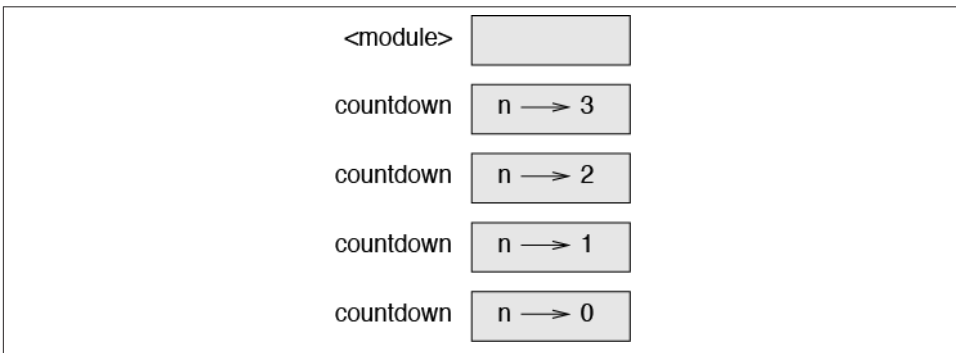 <module>
countdown n → 3
countdown n → 2
countdown n → 1
countdown n → 0